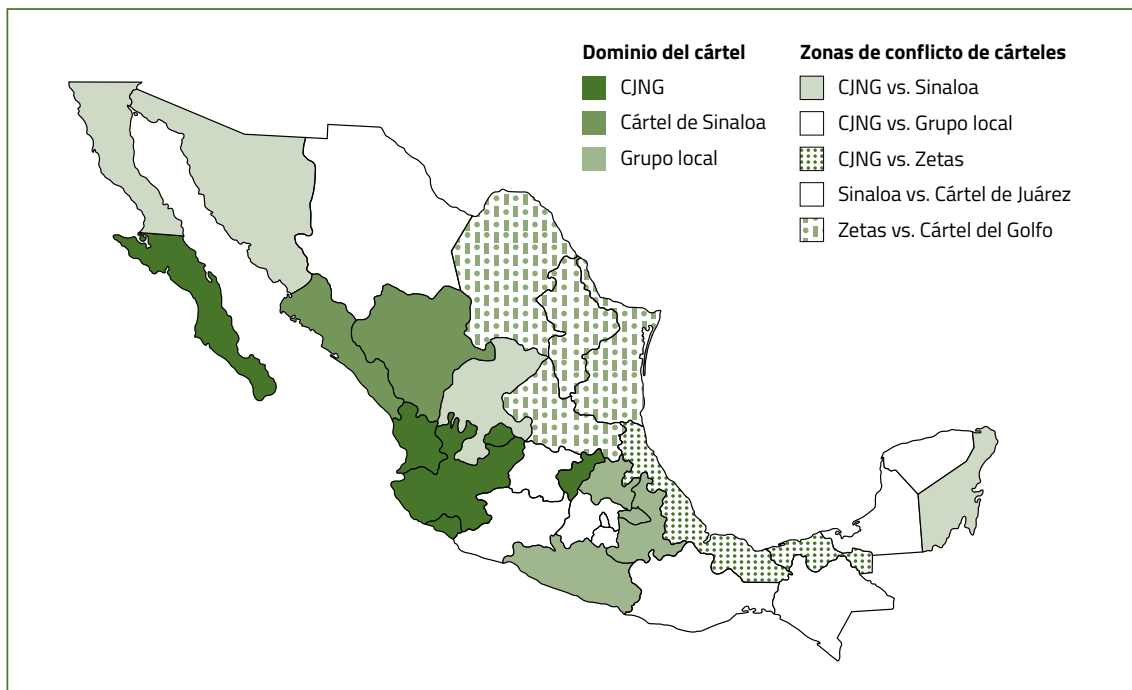 Dominio del cártel
CJNG
Cártel de Sinaloa
Grupo local
Zonas de conflicto de cárteles
CJNG vs. Sinaloa
CJNG vs. Grupo local
CJNG vs. Zetas
Sinaloa vs. Cártel de Juárez
Zetas vs. Cártel del Golfo